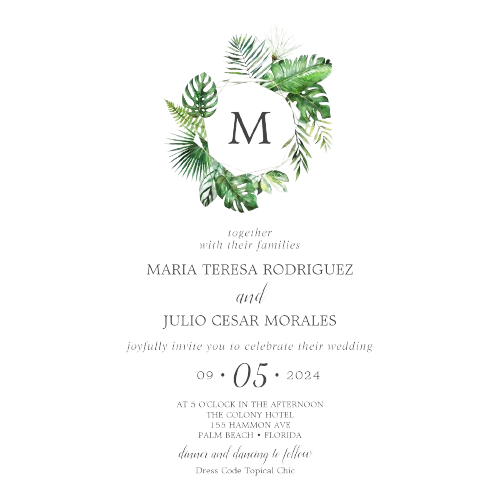 M
together
with their families
MARIA TERESA RODRIGUEZ
and
JULIO CESAR MORALES
joyfully invite you to celebrate their wedding
09 • 05 • 2024
AT 5 O'CLOCK IN THE AFTERNOON
THE COLONY HOTEL
155 HAMMON AVE
PALM BEACH • FLORIDA
dinner and dancing to follow
Dress Code Topical Chic